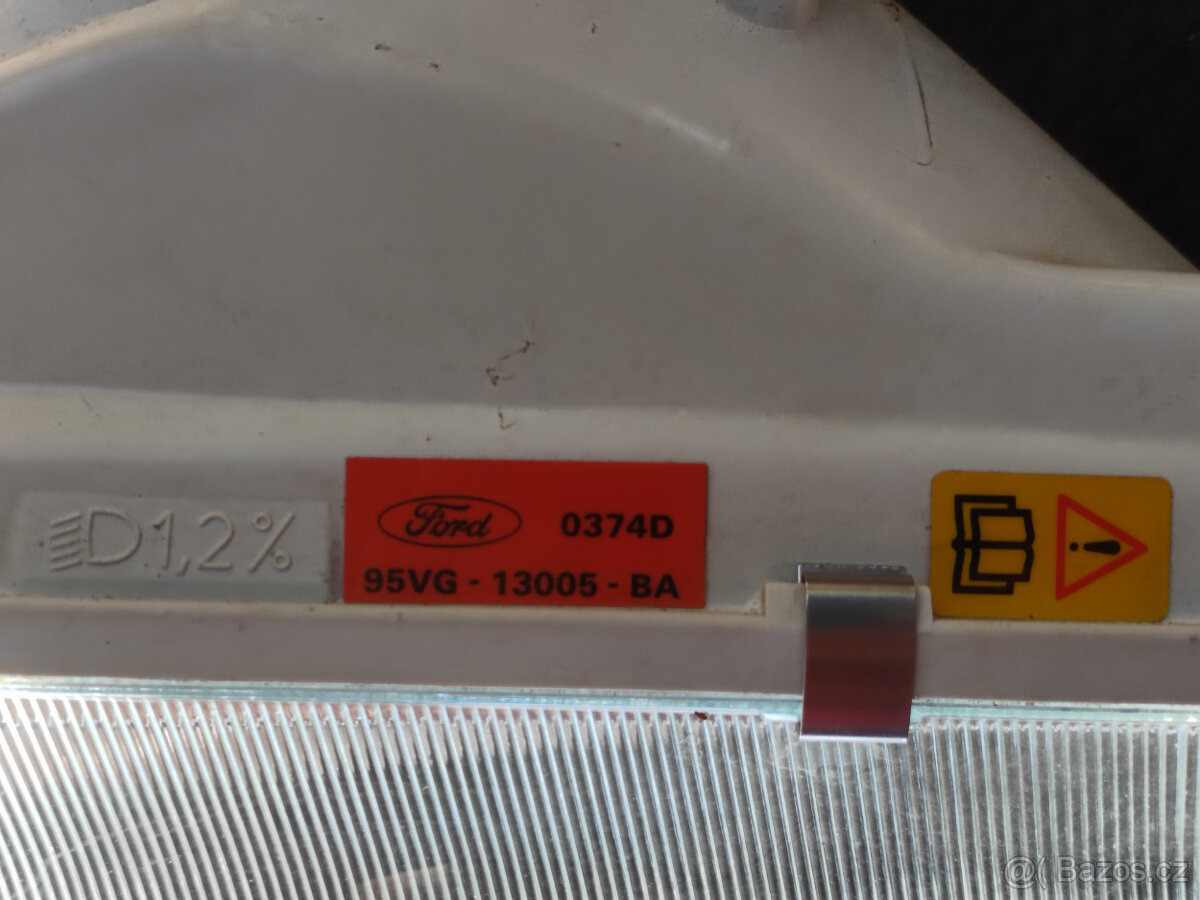 D1,2%
Ford 0374D
95VG - 13005 - BA
@( Bazos.cz